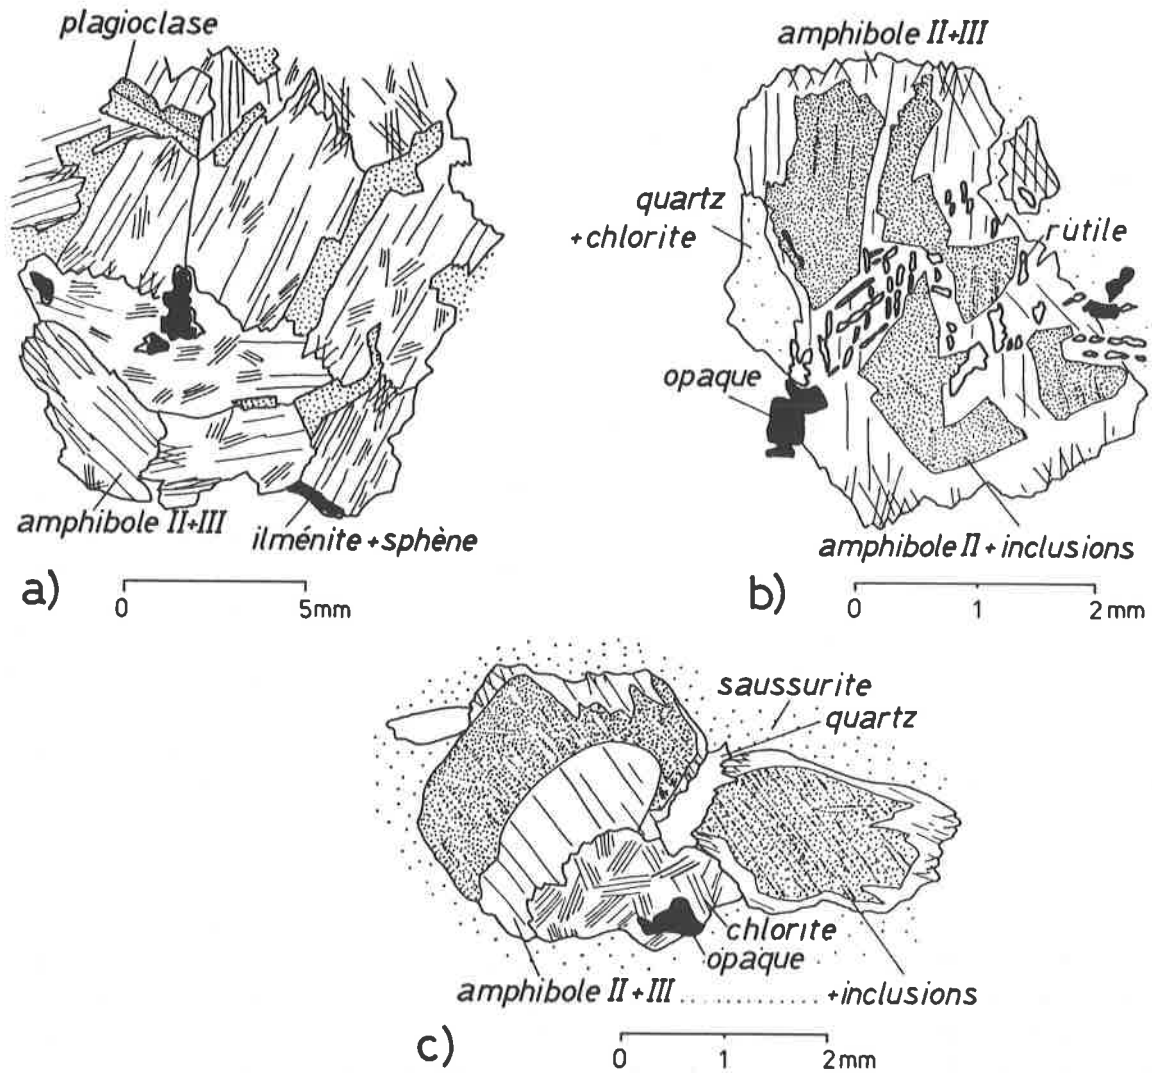 plagioclase
amphibole II+III
ilménite+sphène
a)
0 5mm
amphibole II+III
quartz
+chlorite
rutile
opaque
amphibole II+inclusions
b)
0 1 2mm
saussurite
quartz
chlorite
opaque
amphibole II+III .............. +inclusions
c)
0 1 2mm